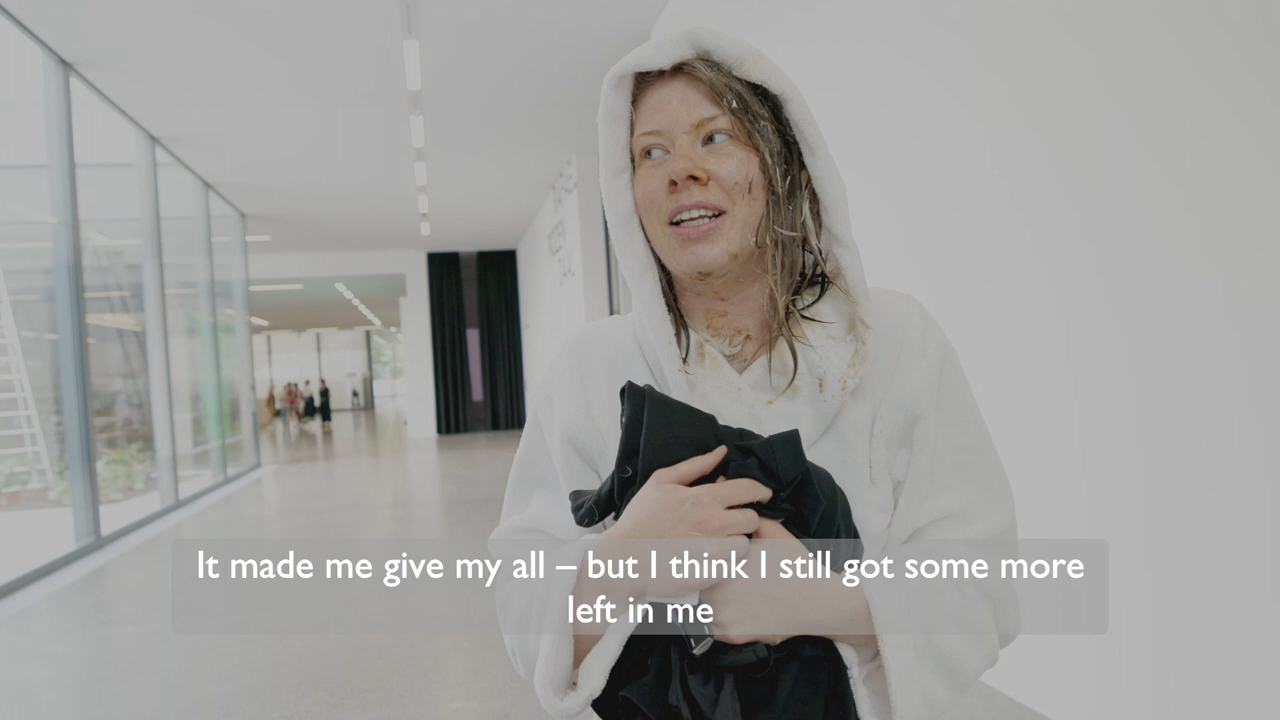 It made me give my all – but I think I still got some more
left in me